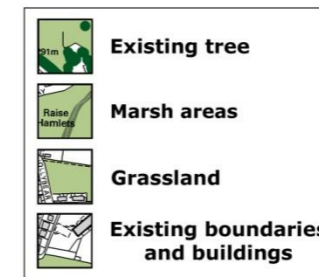 91m
Existing tree
Raise
Hamlets
Marsh areas
Grassland
Existing boundaries
and buildings